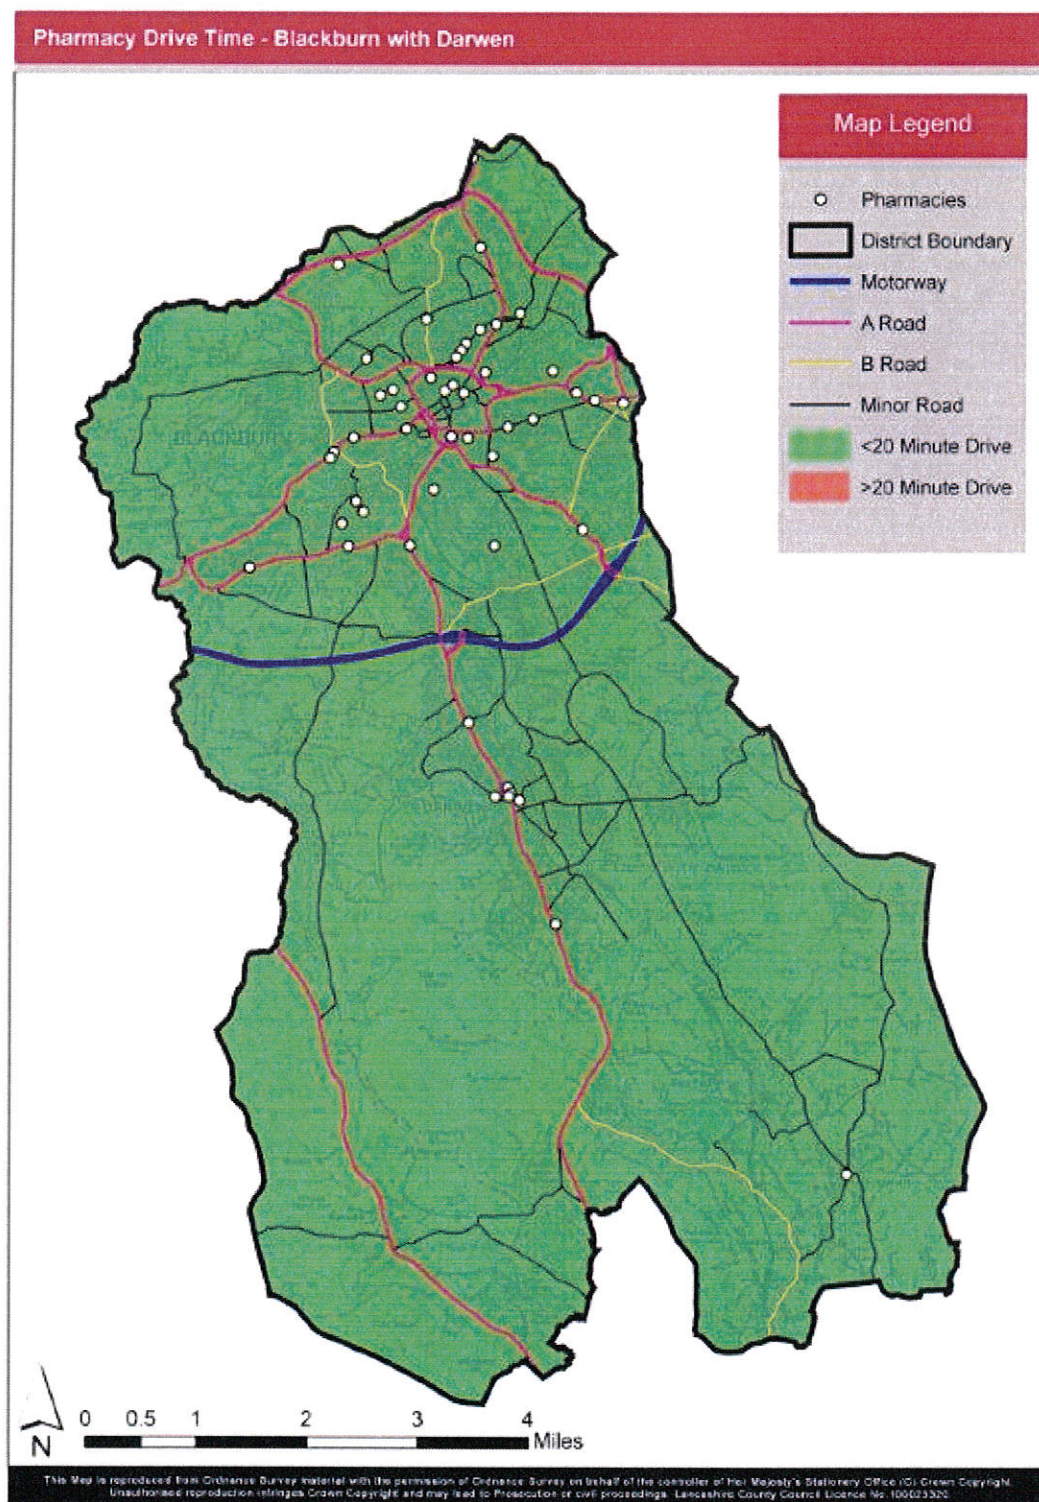 Pharmacy Drive Time - Blackburn with Darwen
Map Legend
Pharmacies
District Boundary
Motorway
A Road
B Road
Minor Road
<20 Minute Drive
>20 Minute Drive
BLACKBURN
0 0.5 1 2 3 4
Miles
N
This Map is reproduced from Ordnance Survey material with the permission of Ordnance Survey on behalf of the controller of Her Majesty's Stationery Office (C) Crown Copyright.
Unauthorised reproduction infringes Crown Copyright and may lead to Prosecution or civil proceedings. Lancashire County Council Licence No. 100023320